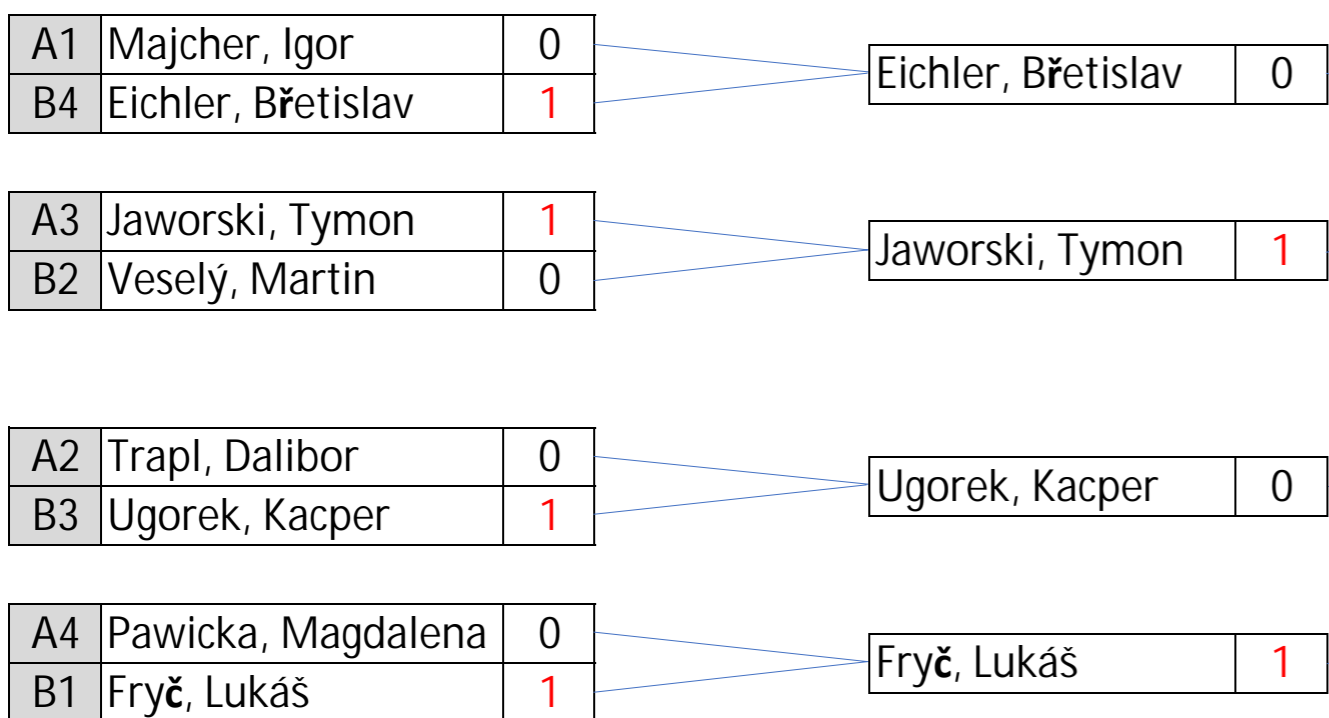 A1 Majcher, Igor 0
B4 Eichler, Břetislav 1
Eichler, Břetislav 0
A3 Jaworski, Tymon 1
B2 Veselý, Martin 0
Jaworski, Tymon 1
A2 Trapl, Dalibor 0
B3 Ugorek, Kacper 1
Ugorek, Kacper 0
A4 Pawicka, Magdalena 0
B1 Fryč, Lukáš 1
Fryč, Lukáš 1